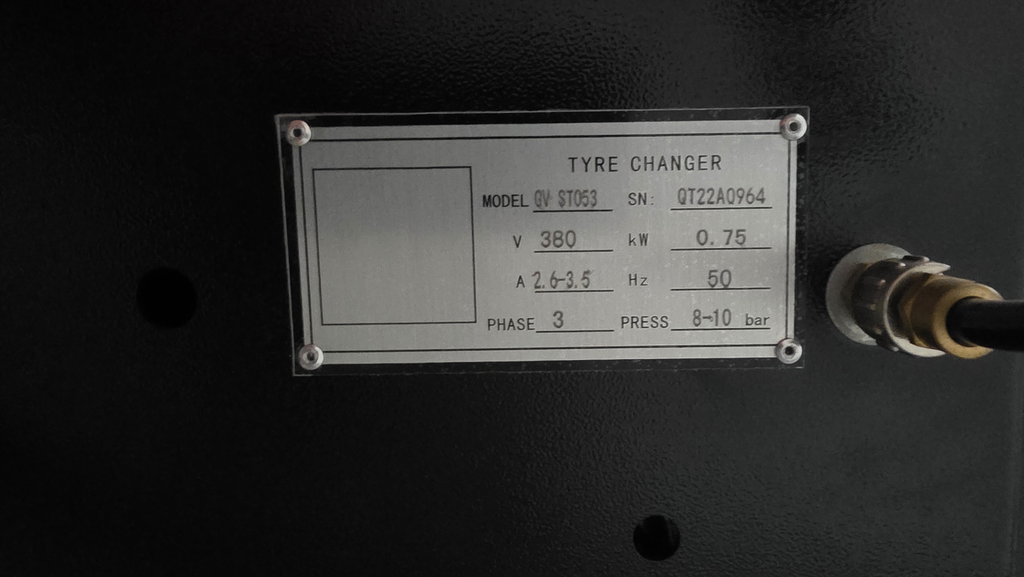 TYRE CHANGER
MODEL QV ST053 SN: QT22A0964
V 380 kW 0.75
A 2.6-3.5 Hz 50
PHASE 3 PRESS 8-10 bar